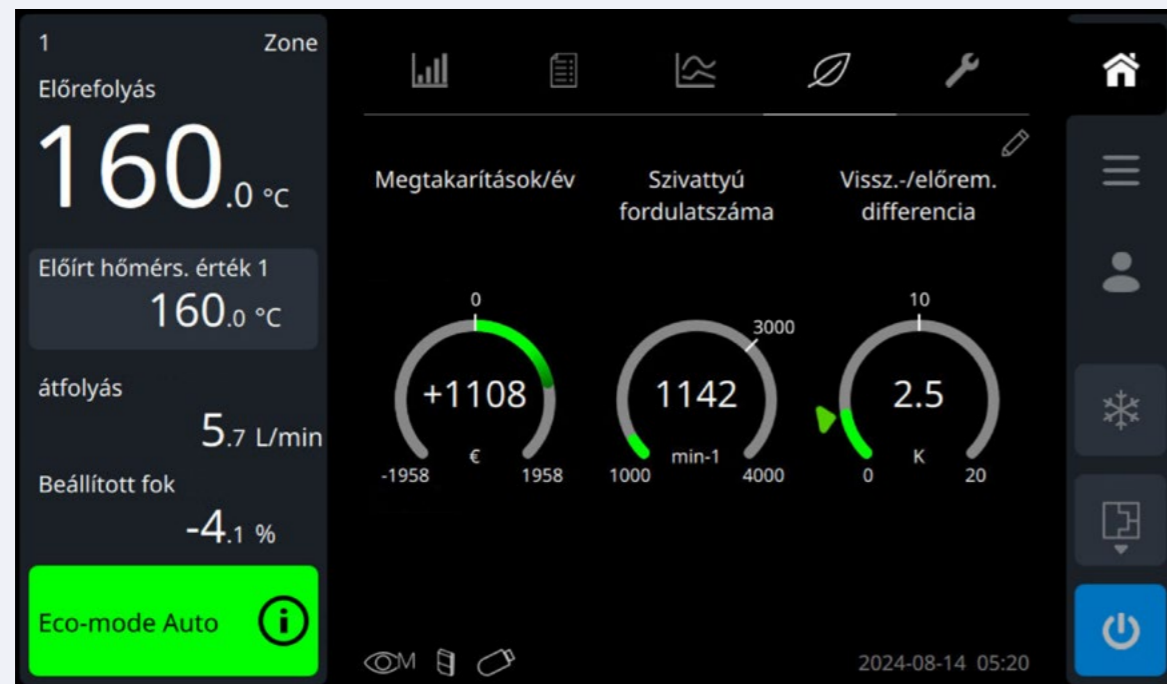 1 Zone
Előrefolyás
160.0 °C
Előírt hőmérs. érték 1
160.0 °C
átfolyás
5.7 L/min
Beállított fok
-4.1 %
Eco-mode Auto
Megtakarítások/év
0
+1108
€
-1958 1958
Szivattyú
fordulatszáma
3000
1142
min-1
1000 4000
Vissz.-/előrem.
differencia
10
2.5
K
0 20
M
2024-08-14 05:20